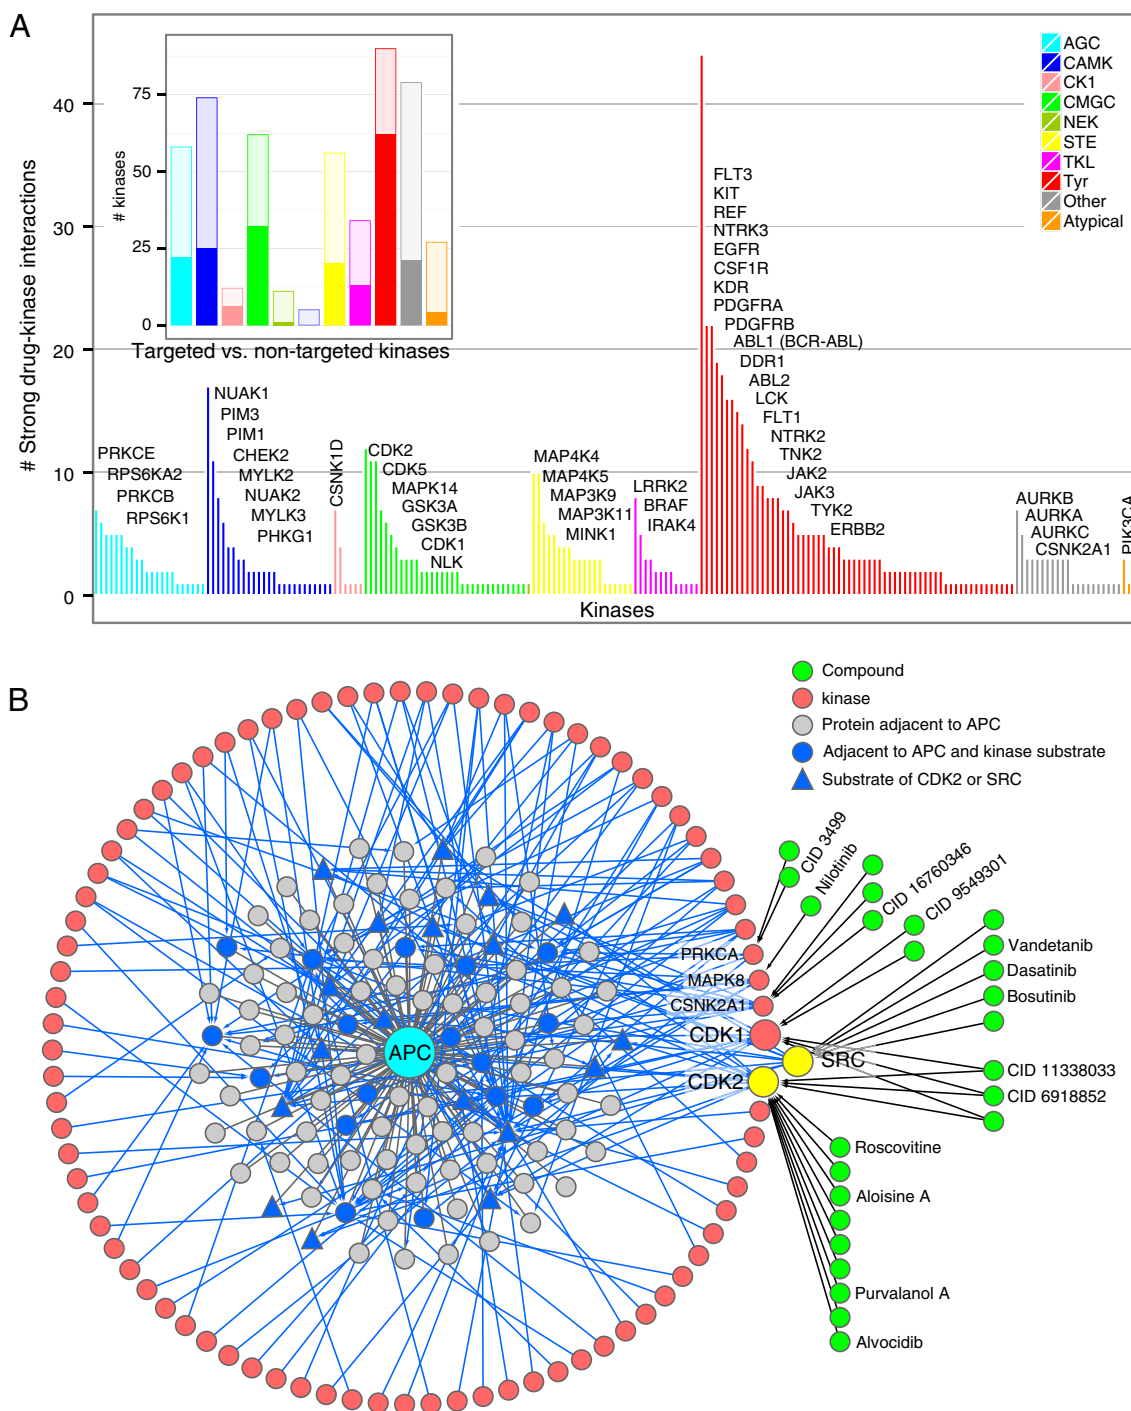 A
# Strong drug-kinase interactions
40
30
20
10
0
# kinases
75
50
25
0
Targeted vs. non-targeted kinases
AGC
CAMK
CK1
CMGC
NEK
STE
TKL
Tyr
Other
Atypical
PRKCE
RPS6KA2
PRKCB
RPS6K1
NUAK1
PIM3
PIM1
CHEK2
MYLK2
NUAK2
MYLK3
PHKG1
CSNK1D
CDK2
CDK5
MAPK14
GSK3A
GSK3B
CDK1
NLK
MAP4K4
MAP4K5
MAP3K9
MAP3K11
MINK1
LRRK2
BRAF
IRAK4
FLT3
KIT
REF
NTRK3
EGFR
CSF1R
KDR
PDGFRA
PDGFRB
ABL1 (BCR-ABL)
DDR1
ABL2
LCK
FLT1
NTRK2
TNK2
JAK2
JAK3
TYK2
ERBB2
AURKB
AURKA
AURKC
CSNK2A1
PIK3CA
Kinases
B
Compound
kinase
Protein adjacent to APC
Adjacent to APC and kinase substrate
Substrate of CDK2 or SRC
CID 3499
Nilotinib
CID 16760346
CID 9549301
Vandetanib
Dasatinib
Bosutinib
PRKCA
MAPK8
CSNK2A1
CDK1
SRC
CDK2
APC
CID 11338033
CID 6918852
Roscovitine
Aloisine A
Purvalanol A
Alvocidib